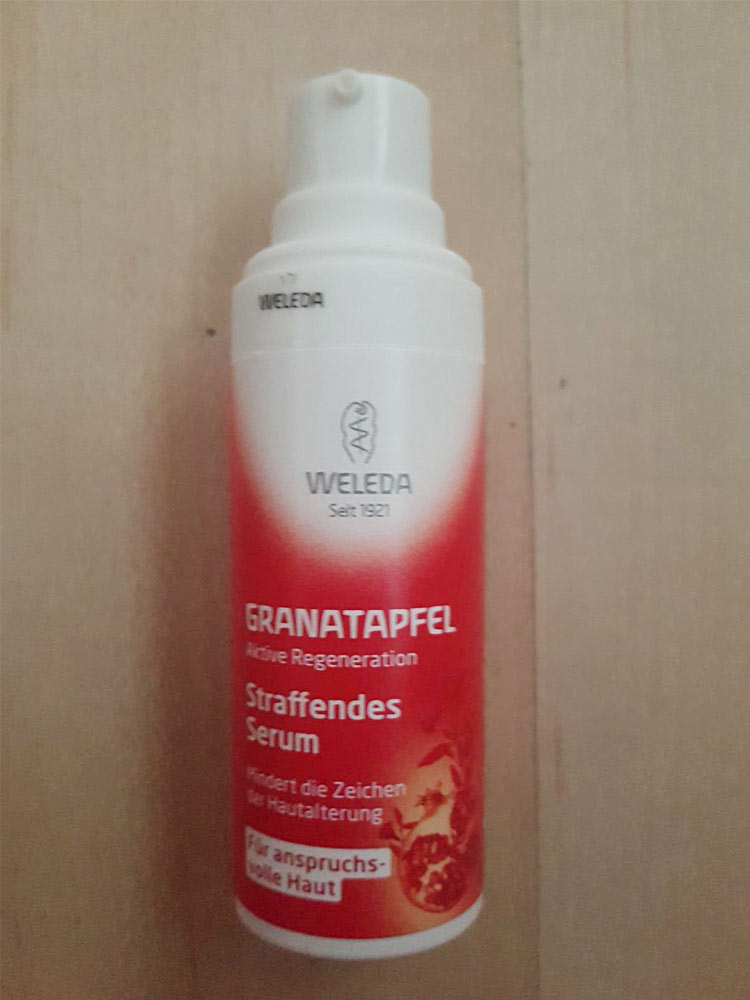 WELEDA
WELEDA
Seit 1921
GRANATAPFEL
Aktive Regeneration
Straffendes
Serum
Mindert die Zeichen
der Hautalterung
Für anspruchs-
volle Haut